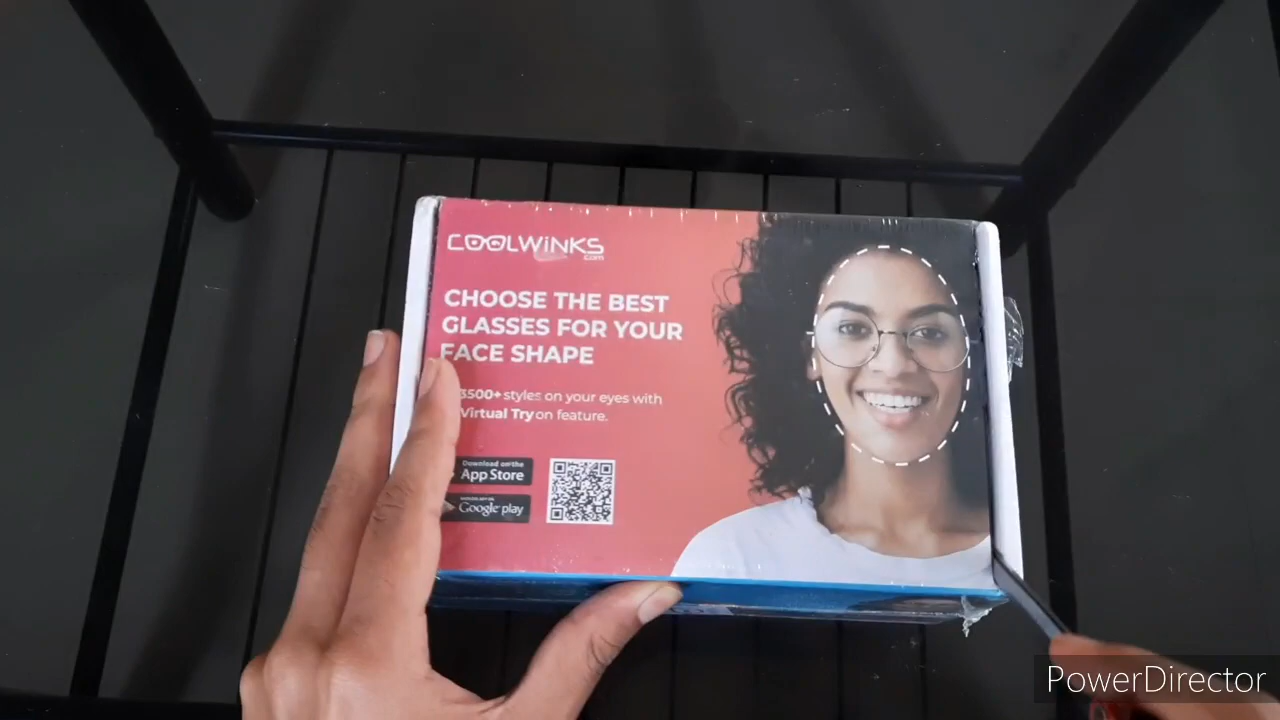 COOLWiNKS
.com
CHOOSE THE BEST
GLASSES FOR YOUR
FACE SHAPE
3500+ styles on your eyes with
Virtual Try on feature.
Download on the
App Store
Google play
PowerDirector